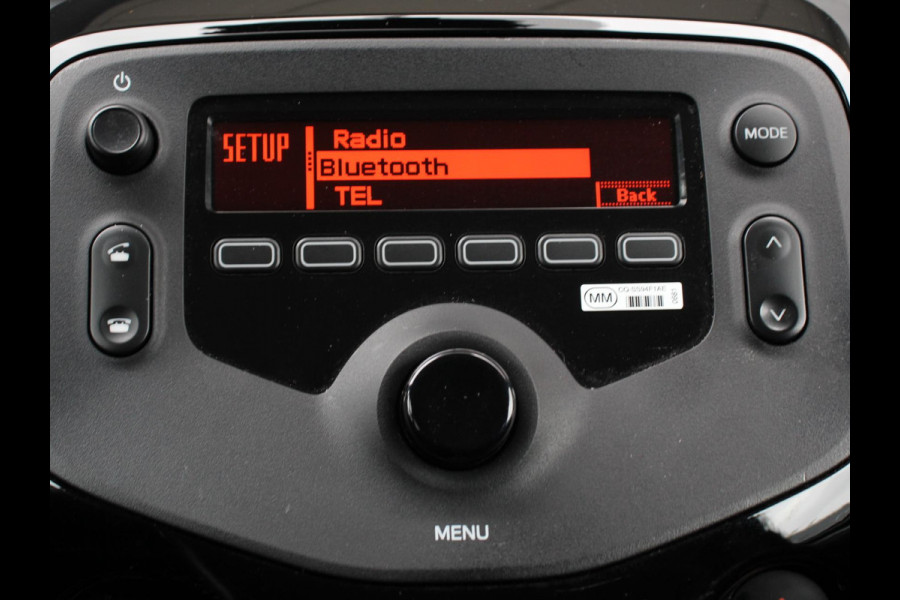 SETUP
Radio
Bluetooth
TEL
Back
MODE
MM
MENU